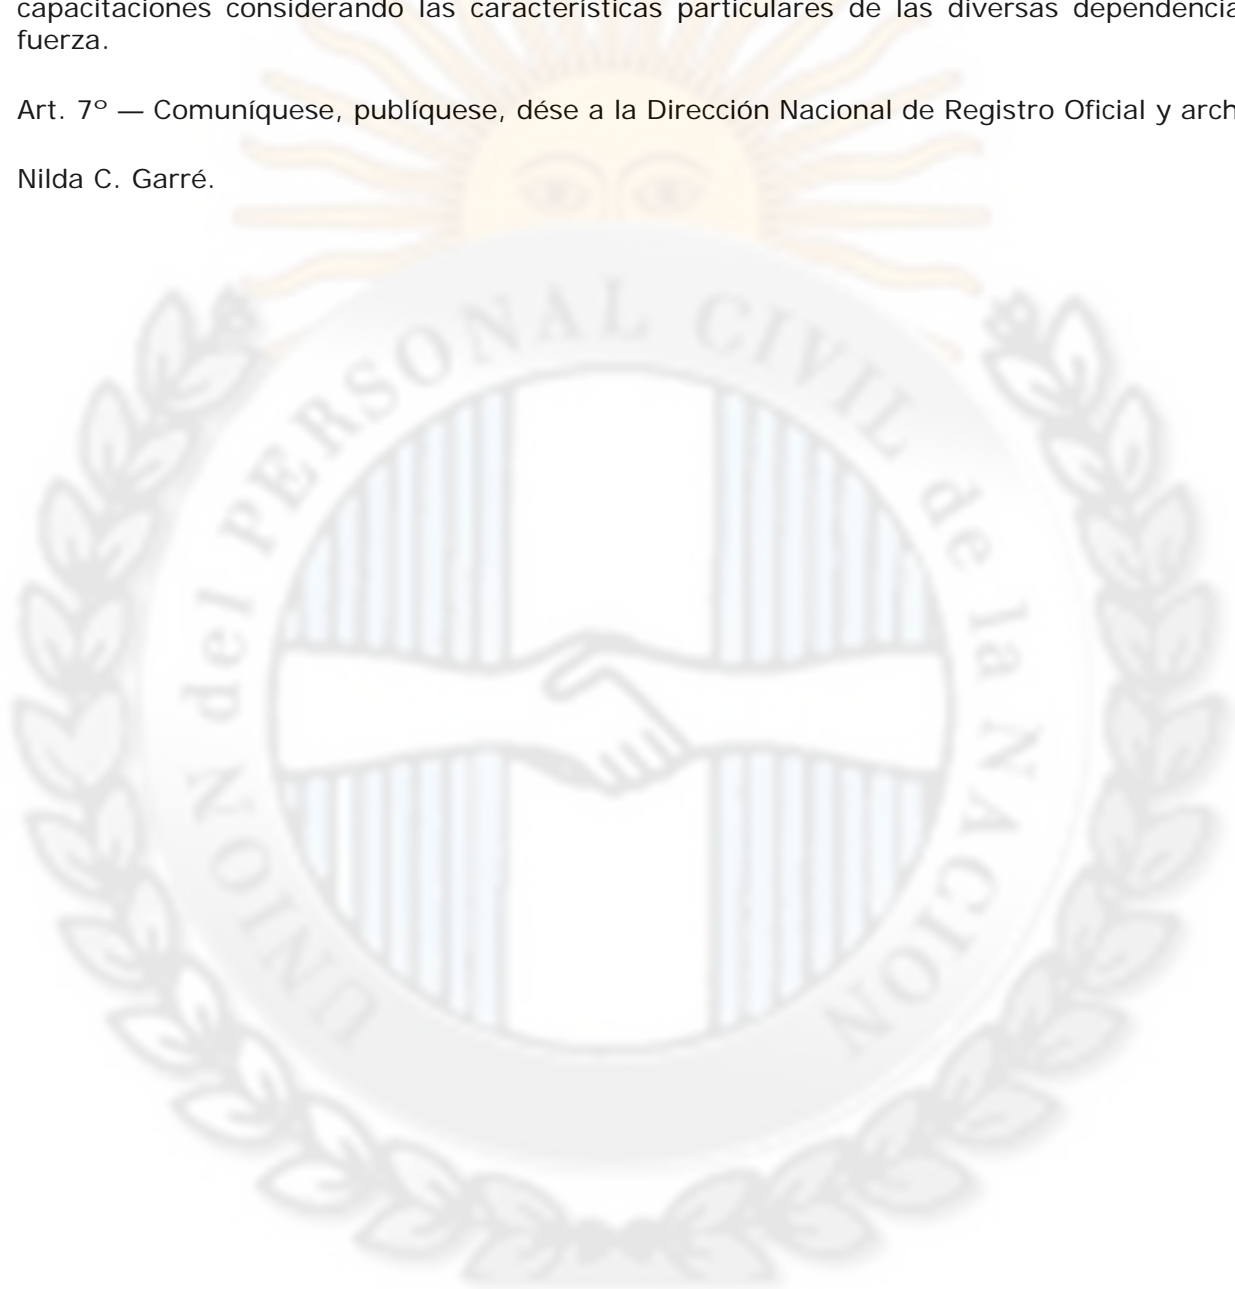 capacitaciones considerando las características particulares de las diversas dependencia
fuerza.
Art. 7º — Comuníquese, publíquese, dése a la Dirección Nacional de Registro Oficial y arch
Nilda C. Garré.
UNION del PERSONAL CIVIL de la NACION